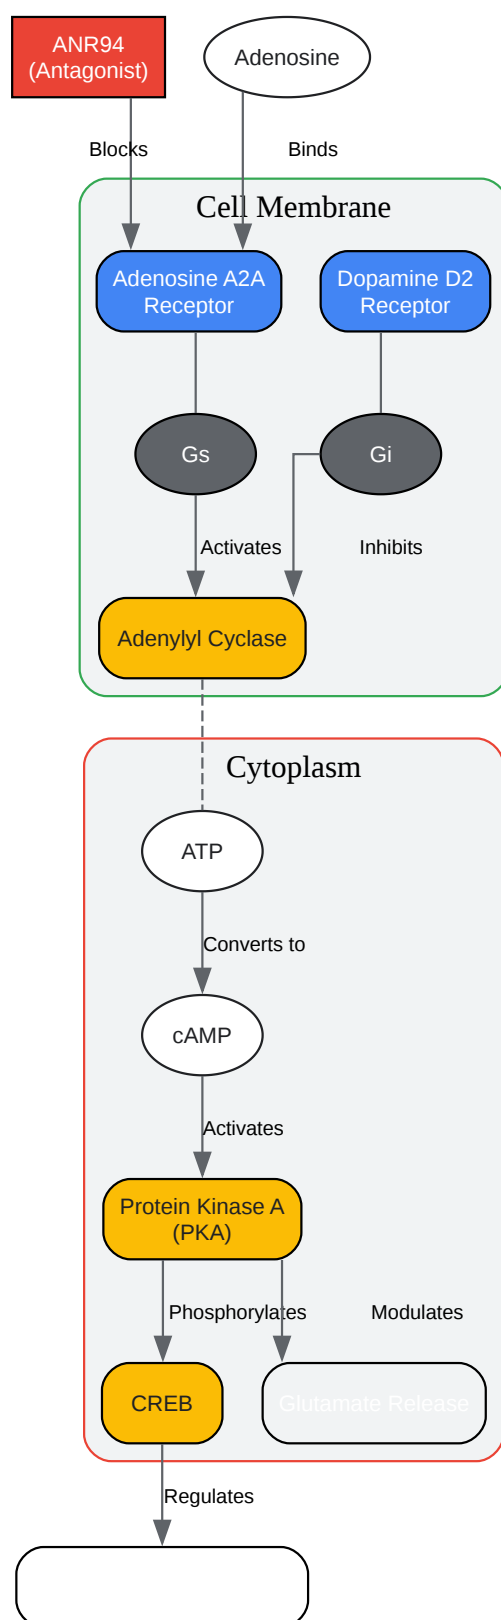 ANR94
(Antagonist)
Adenosine
Blocks
Binds
Cell Membrane
Adenosine A2A
Receptor
Dopamine D2
Receptor
Gs
Gi
Activates
Inhibits
Adenylyl Cyclase
Cytoplasm
ATP
Converts to
cAMP
Activates
Protein Kinase A
(PKA)
Phosphorylates
Modulates
CREB
Glutamate Release
Regulates